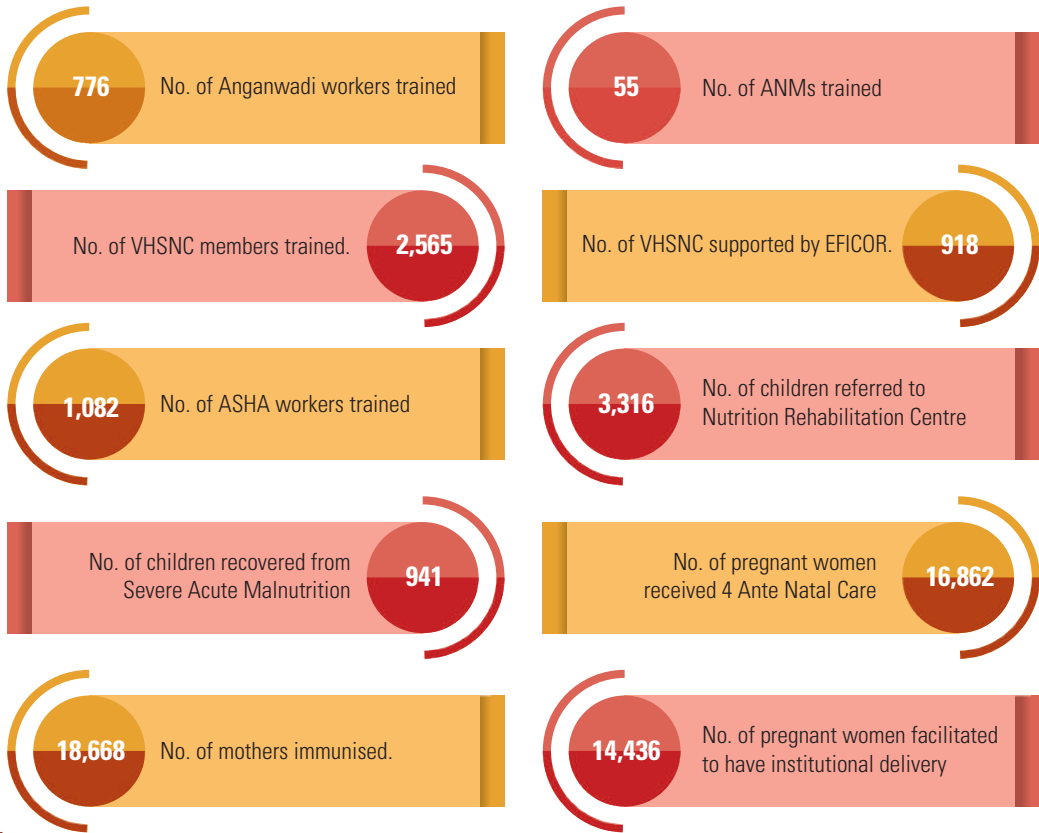 776
No. of Anganwadi workers trained
55
No. of ANMs trained
No. of VHSNC members trained.
2,565
No. of VHSNC supported by EFICOR.
918
1,082
No. of ASHA workers trained
3,316
No. of children referred to
Nutrition Rehabilitation Centre
No. of children recovered from
Severe Acute Malnutrition
941
No. of pregnant women
received 4 Ante Natal Care
16,862
18,668
No. of mothers immunised.
14,436
No. of pregnant women facilitated
to have institutional delivery